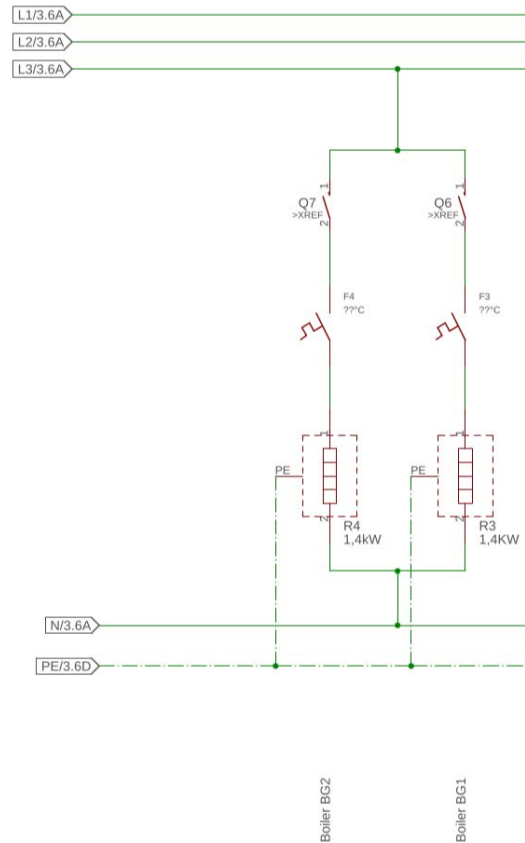 L1/3.6A
L2/3.6A
L3/3.6A
1
1
Q7
Q6
>XREF
>XREF
2
2
F4
F3
??°C
??°C
1
1
PE
PE
2
2
R4
R3
1,4kW
1,4KW
N/3.6A
PE/3.6D
Boiler BG2
Boiler BG1